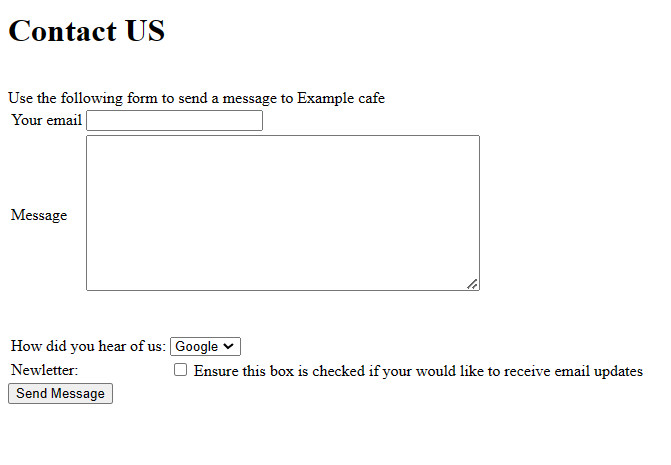 Contact US
Use the following form to send a message to Example cafe
Your email
Message
How did you hear of us: Google
Newletter: Ensure this box is checked if your would like to receive email updates
Send Message